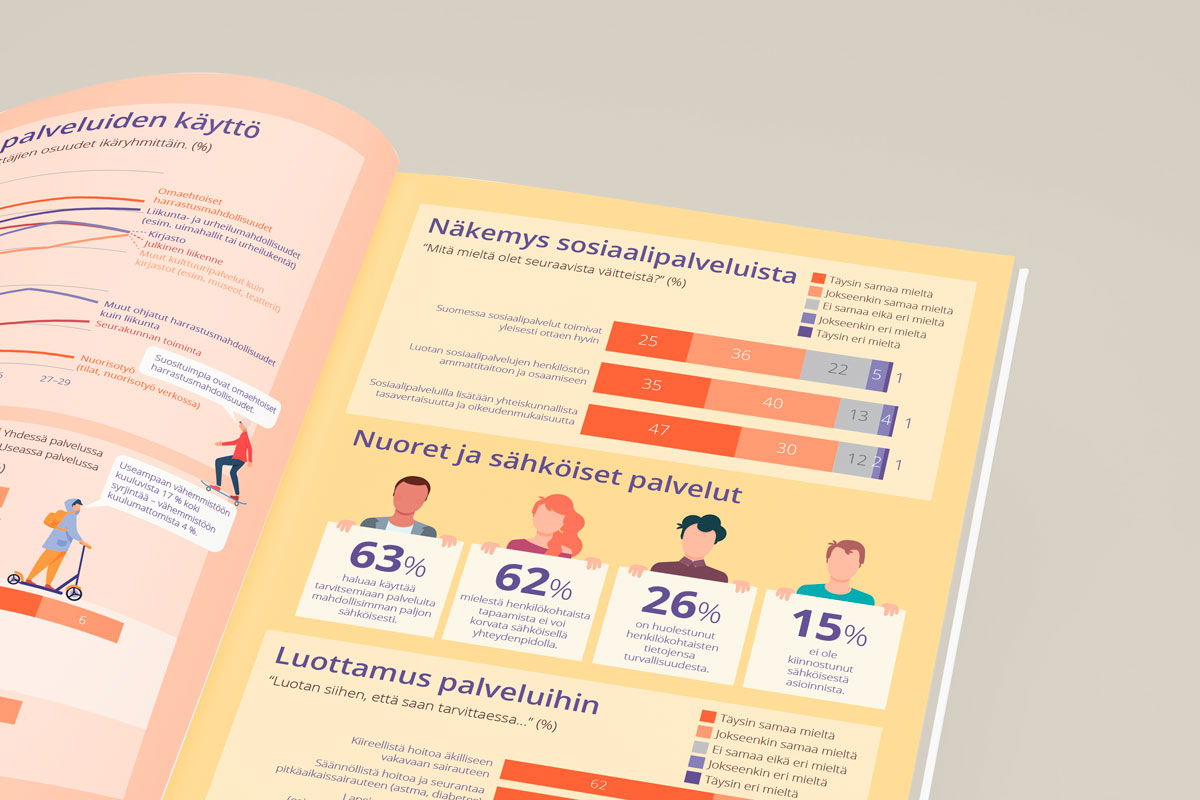 palveluiden käyttö
osuudet ikäryhmittäin. (%)
Omaehtoiset
harrastusmahdollisuudet
Liikunta- ja urheilumahdollisuudet
(esim. uimahallit tai urheilukentät)
Kirjasto
Julkinen liikenne
Muut kulttuuripalvelut kuin
kirjastot (esim. museot, teatterit)
Muut ohjatut harrastusmahdollisuudet
kuin liikunta
Seurakunnan toiminta
Nuorisotyö
(tilat, nuorisotyö verkossa)
27–29
Suosituimpia ovat omaehtoiset
harrastusmahdollisuudet.
Yhdessä palvelussa
Useassa palvelussa
Useampaan vähemmistöön
kuuluvista 17 % koki
syrjintää – vähemmistöön
kuulumattomista 4 %.
6
Näkemys sosiaalipalveluista
“Mitä mieltä olet seuraavista väitteistä?” (%)
Täysin samaa mieltä
Jokseenkin samaa mieltä
Ei samaa eikä eri mieltä
Jokseenkin eri mieltä
Täysin eri mieltä
Suomessa sosiaalipalvelut toimivat
yleisesti ottaen hyvin
25 36 22 5 1
Luotan sosiaalipalvelujen henkilöstön
ammattitaitoon ja osaamiseen
35 40 13 4 1
Sosiaalipalveluilla lisätään yhteiskunnallista
tasavertaisuutta ja oikeudenmukaisuutta
47 30 12 2 1
Nuoret ja sähköiset palvelut
63%
haluaa käyttää
tarvitsemiaan palveluita
mahdollisimman paljon
sähköisesti.
62%
mielestä henkilökohtaista
tapaamista ei voi
korvata sähköisellä
yhteydenpidolla.
26%
on huolestunut
henkilökohtaisten
tietojensa
turvallisuudesta.
15%
ei ole
kiinnostunut
sähköisestä
asioinnista.
Luottamus palveluihin
“Luotan siihen, että saan tarvittaessa...” (%)
Täysin samaa mieltä
Jokseenkin samaa mieltä
Ei samaa eikä eri mieltä
Jokseenkin eri mieltä
Täysin eri mieltä
Kiireellistä hoitoa äkilliseen
vakavaan sairauteen
62
Säännöllistä hoitoa ja seurantaa
pitkäaikaissairauteen (astma, diabetes)